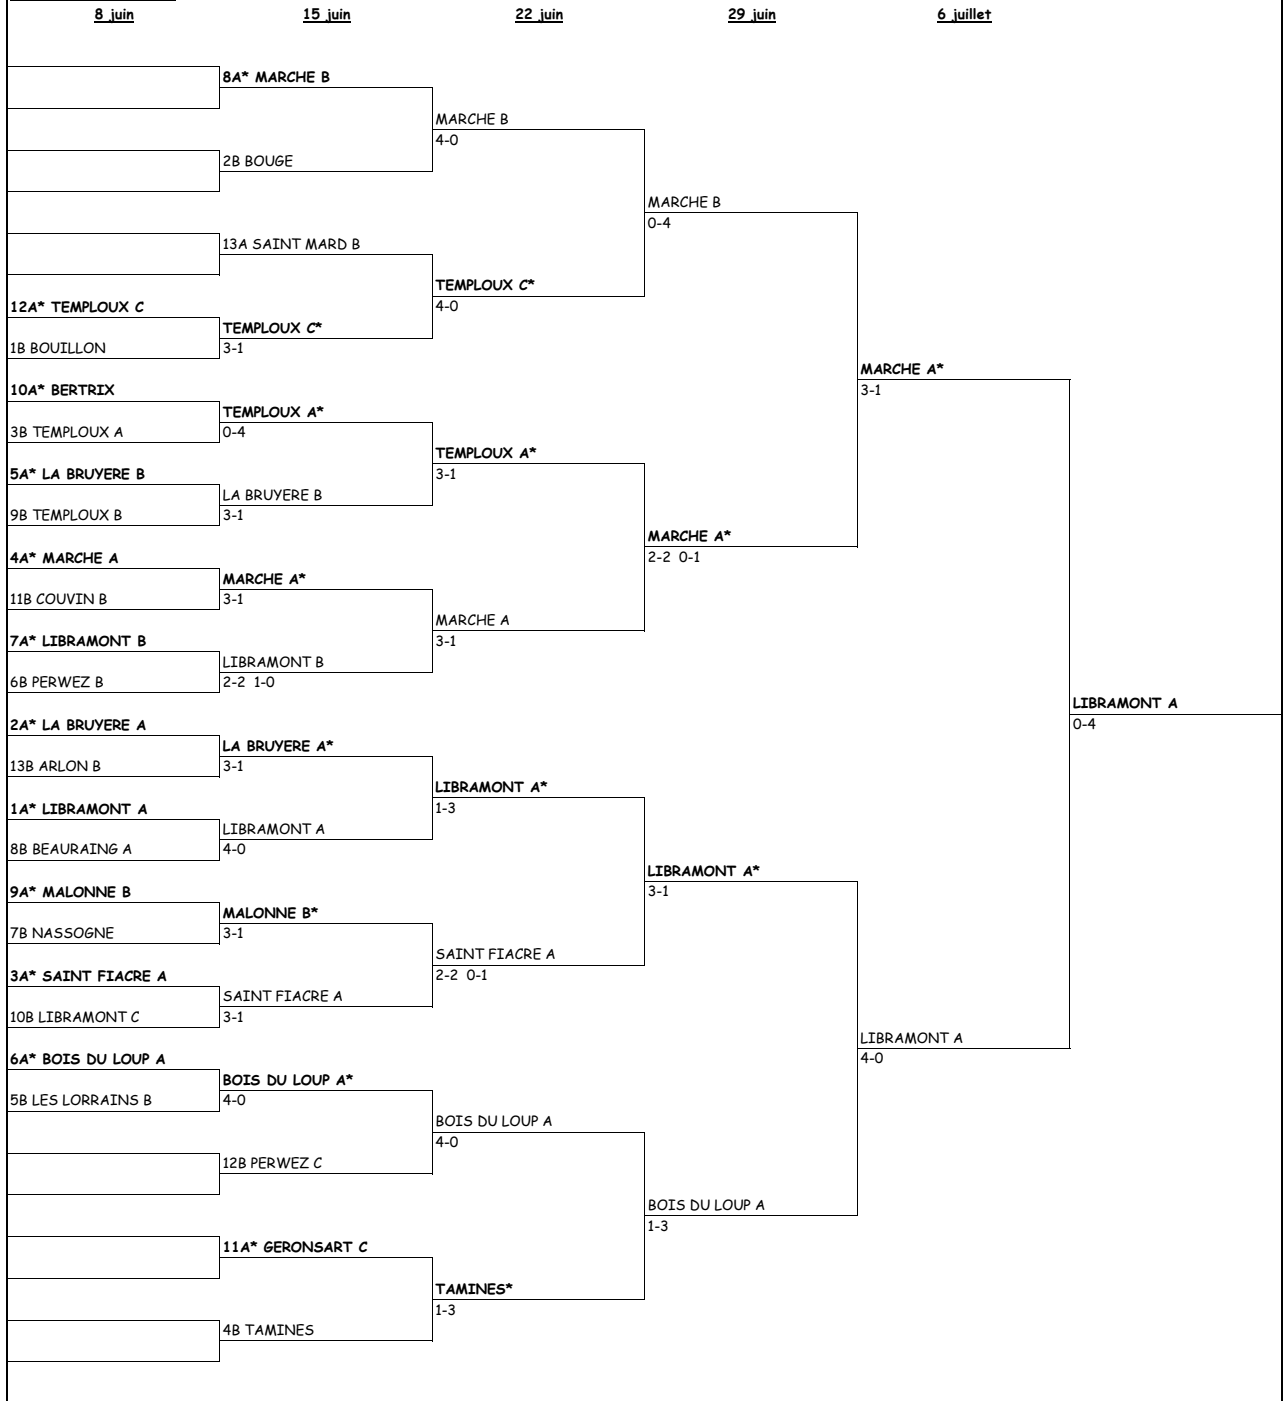 8 juin 15 juin 22 juin 29 juin 6 juillet
8A* MARCHE B
MARCHE B
4-0
2B BOUGE
MARCHE B
0-4
13A SAINT MARD B
TEMPLOUX C*
4-0
12A* TEMPLOUX C
TEMPLOUX C*
1B BOUILLON
3-1
MARCHE A*
3-1
10A* BERTRIX
TEMPLOUX A*
3B TEMPLOUX A
0-4
TEMPLOUX A*
3-1
5A* LA BRUYERE B
LA BRUYERE B
9B TEMPLOUX B
3-1
MARCHE A*
2-2 0-1
4A* MARCHE A
MARCHE A*
11B COUVIN B
3-1
MARCHE A
3-1
7A* LIBRAMONT B
LIBRAMONT B
6B PERWEZ B
2-2 1-0
LIBRAMONT A
0-4
2A* LA BRUYERE A
LA BRUYERE A*
13B ARLON B
3-1
LIBRAMONT A*
1-3
1A* LIBRAMONT A
LIBRAMONT A
8B BEAURAING A
4-0
LIBRAMONT A*
3-1
9A* MALONNE B
MALONNE B*
7B NASSOGNE
3-1
SAINT FIACRE A
2-2 0-1
3A* SAINT FIACRE A
SAINT FIACRE A
10B LIBRAMONT C
3-1
LIBRAMONT A
4-0
6A* BOIS DU LOUP A
BOIS DU LOUP A*
5B LES LORRAINS B
4-0
BOIS DU LOUP A
4-0
12B PERWEZ C
BOIS DU LOUP A
1-3
11A* GERONSART C
TAMINES*
1-3
4B TAMINES